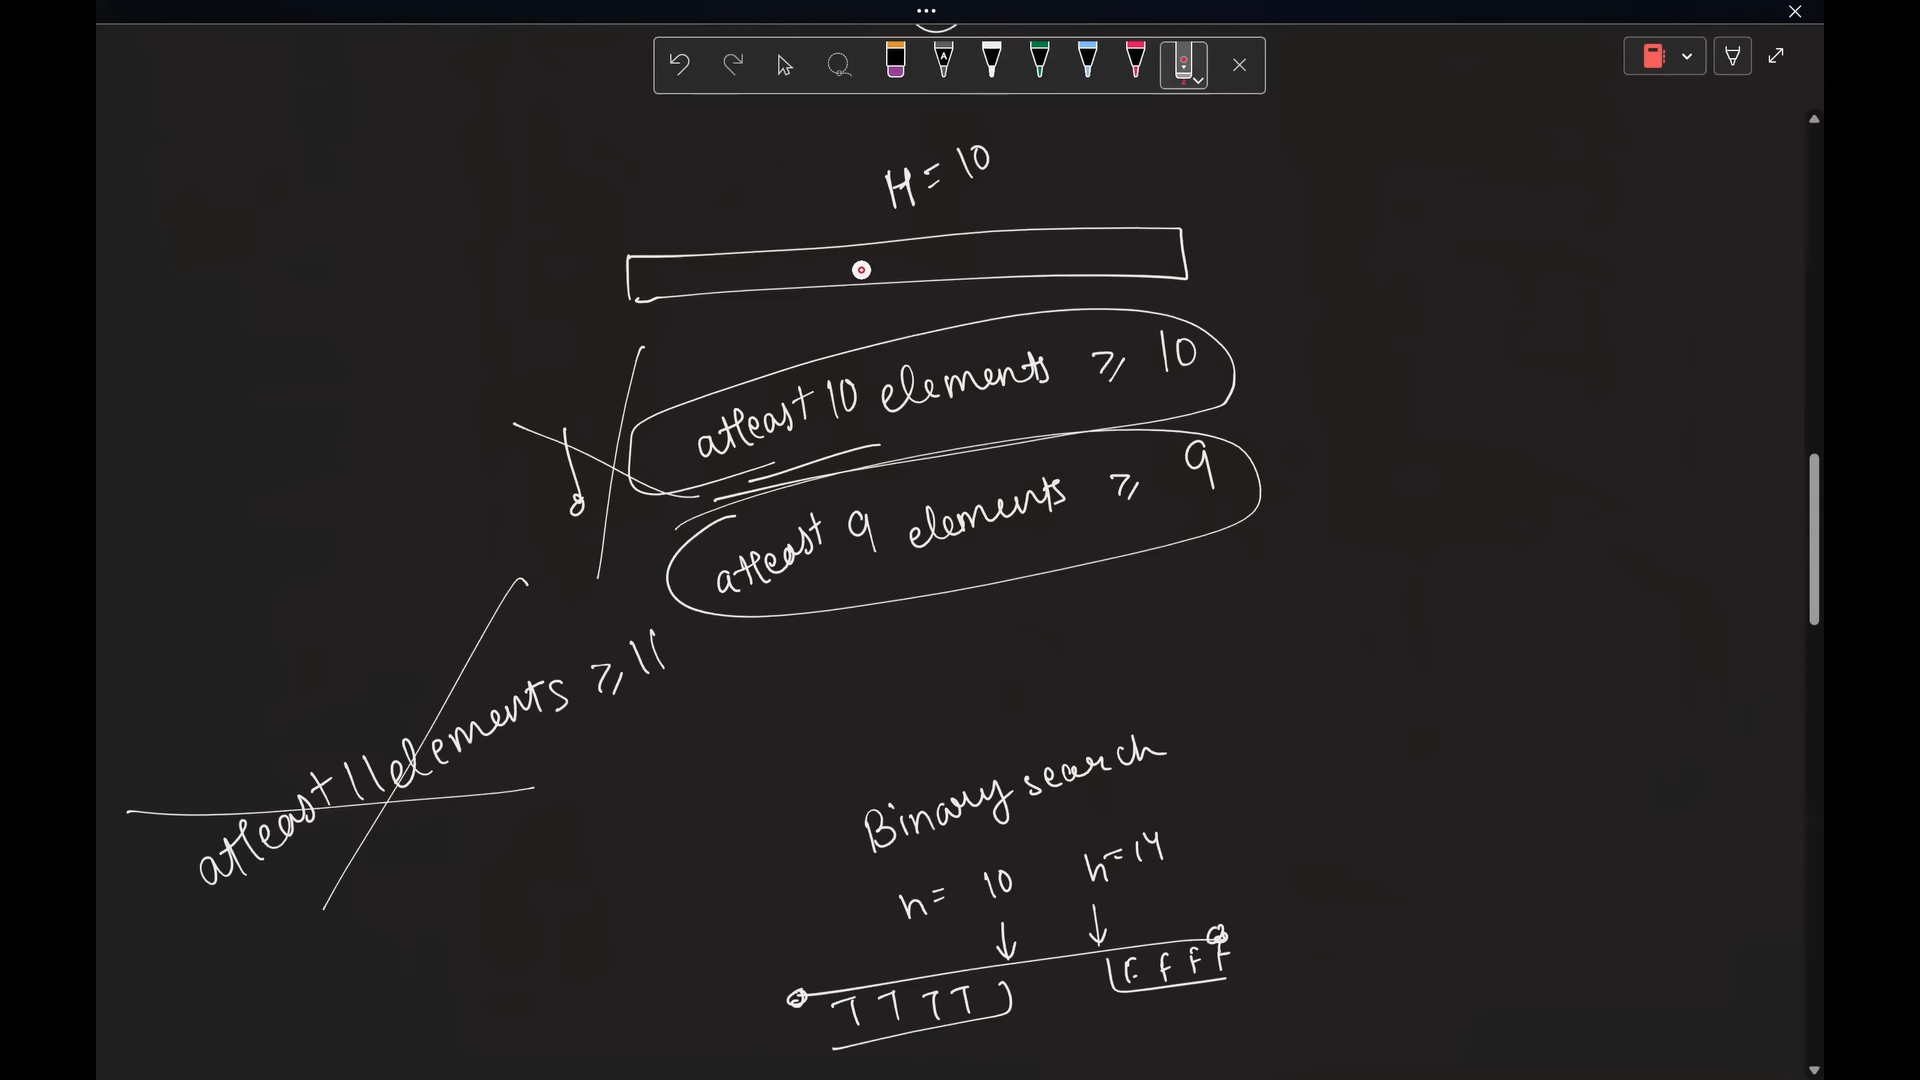 H = 10
atleast 10 elements ⩾ 10
atleast 9 elements ⩾ 9
atleast 11 elements ⩾ 11
Binary search
h = 10 h = 14
T T T T F F F F